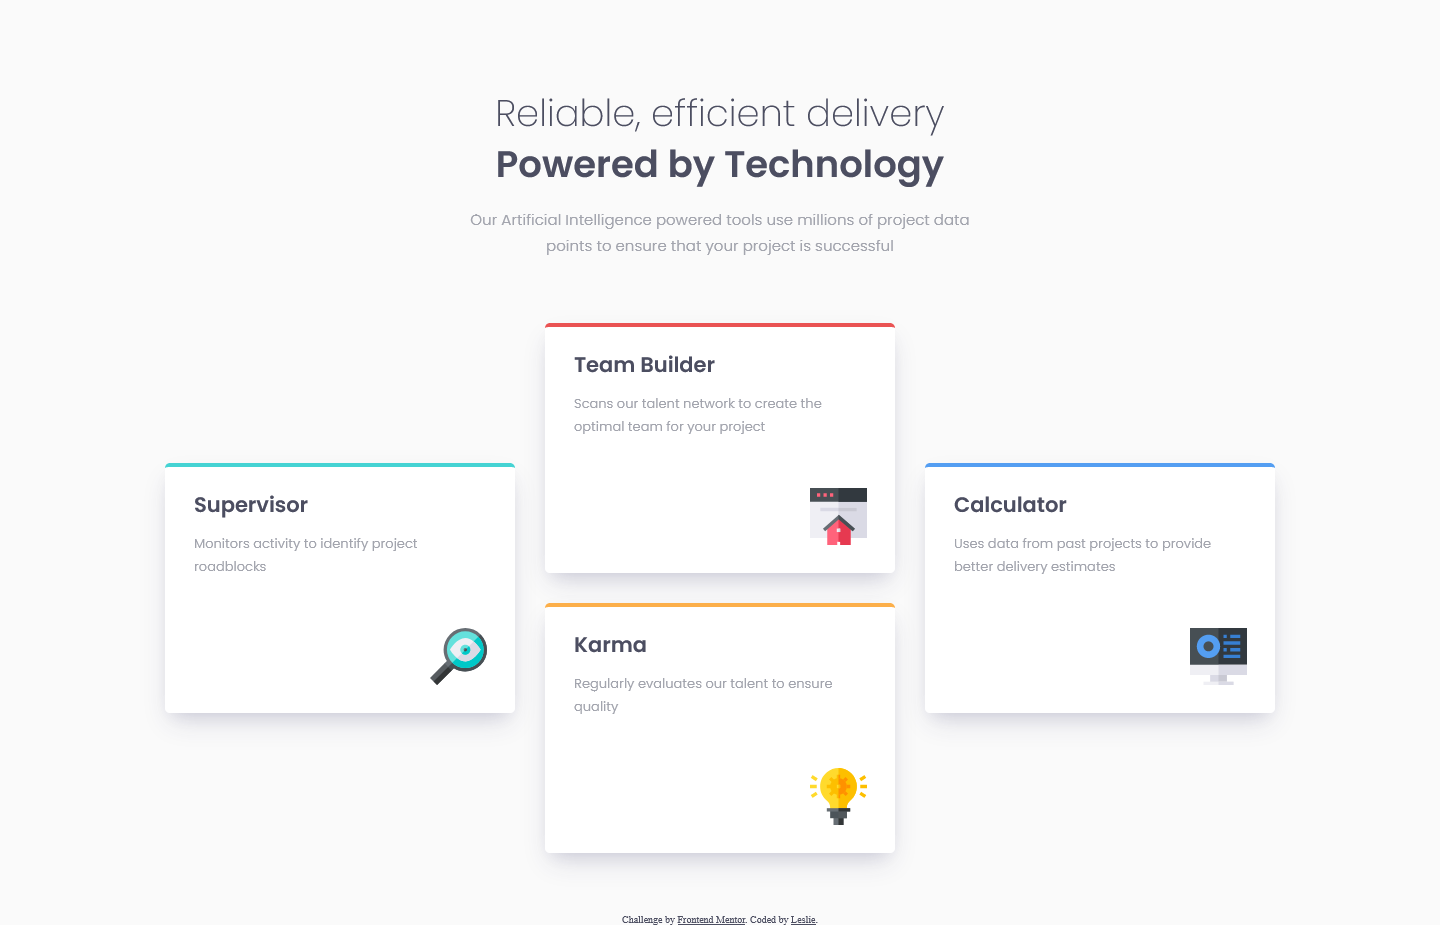 Reliable, efficient delivery
Powered by Technology
Our Artificial Intelligence powered tools use millions of project data
points to ensure that your project is successful
Team Builder
Scans our talent network to create the
optimal team for your project
Supervisor
Monitors activity to identify project
roadblocks
Calculator
Uses data from past projects to provide
better delivery estimates
Karma
Regularly evaluates our talent to ensure
quality
Challenge by Frontend Mentor. Coded by Leslie.